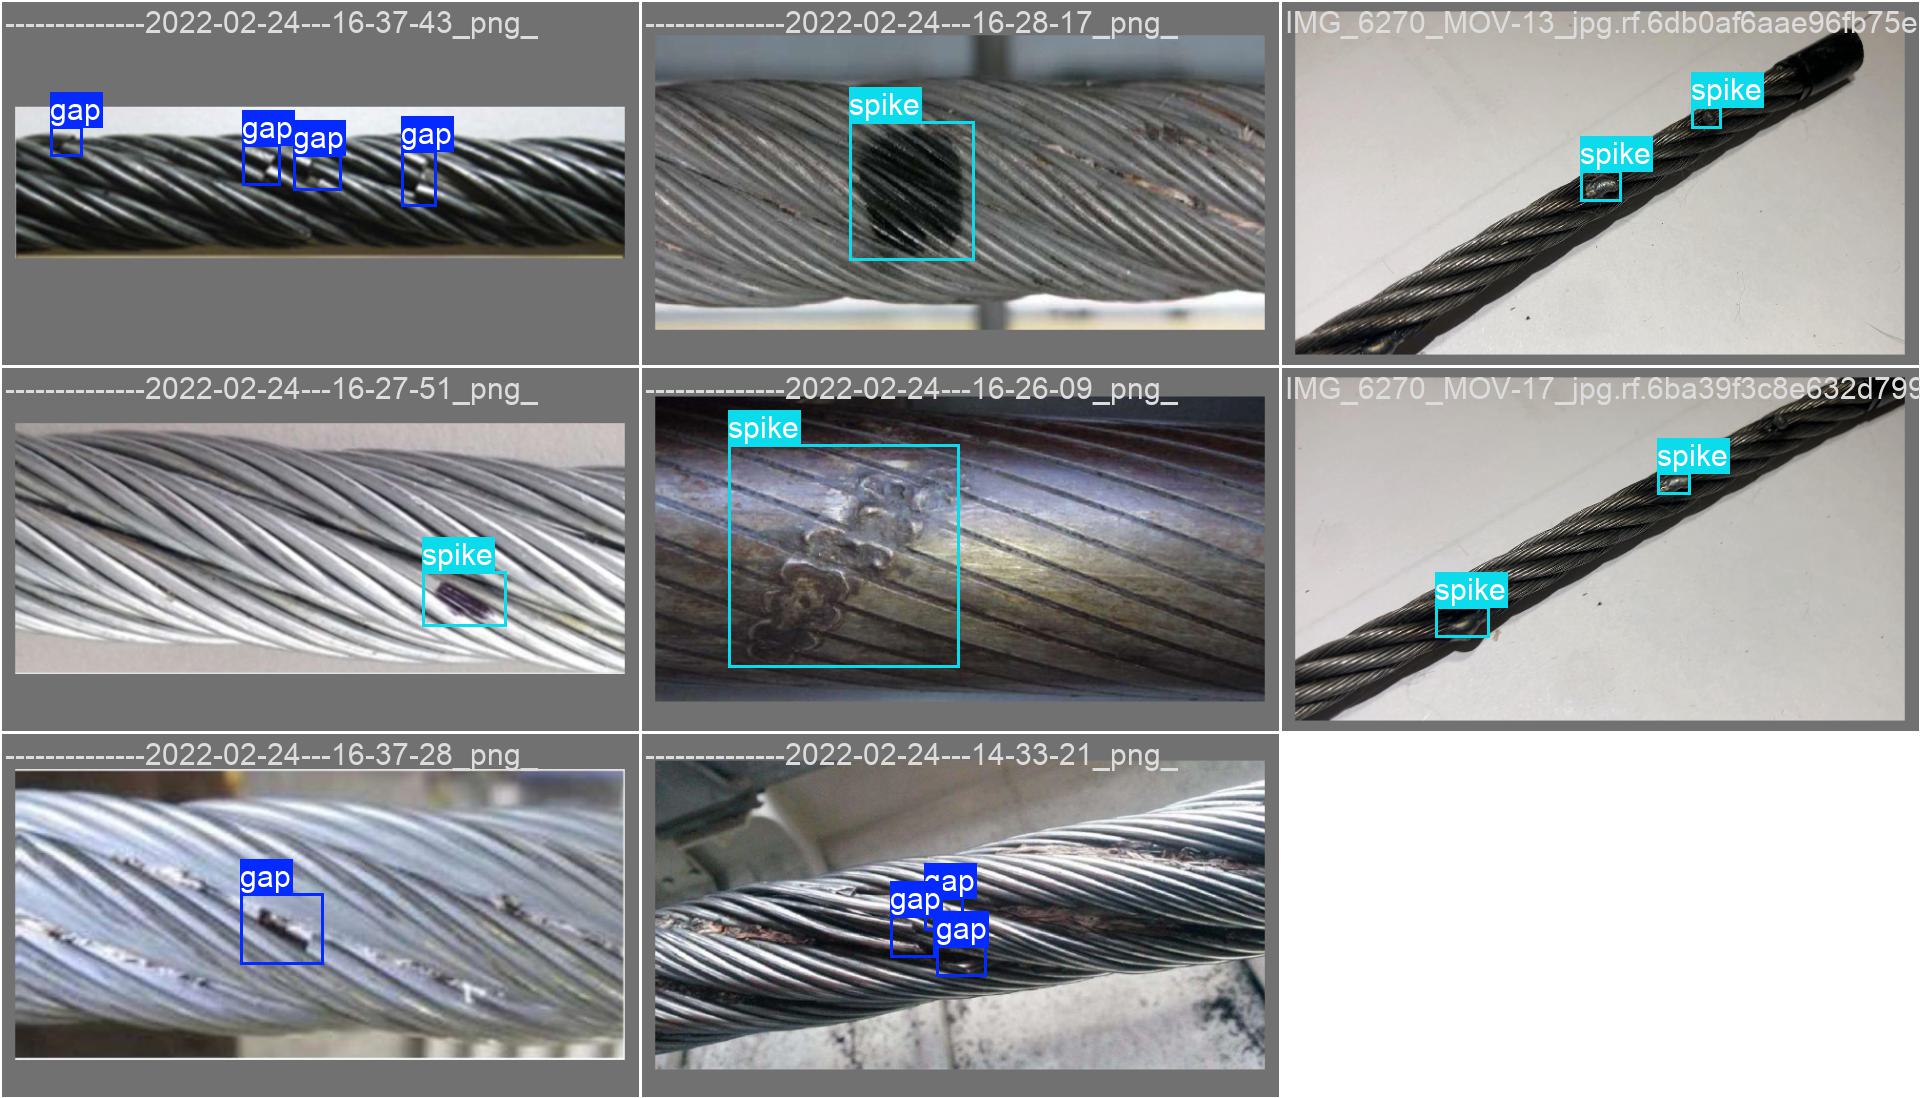 -------------2022-02-24---16-37-43_png_
gap
gap
gap
gap
-------------2022-02-24---16-28-17_png_
spike
IMG_6270_MOV-13_jpg.rf.6db0af6aae96fb75e
spike
spike
-------------2022-02-24---16-27-51_png_
spike
-------------2022-02-24---16-26-09_png_
spike
IMG_6270_MOV-17_jpg.rf.6ba39f3c8e632d799
spike
spike
-------------2022-02-24---16-37-28_png_
gap
-------------2022-02-24---14-33-21_png_
gap
gap
gap